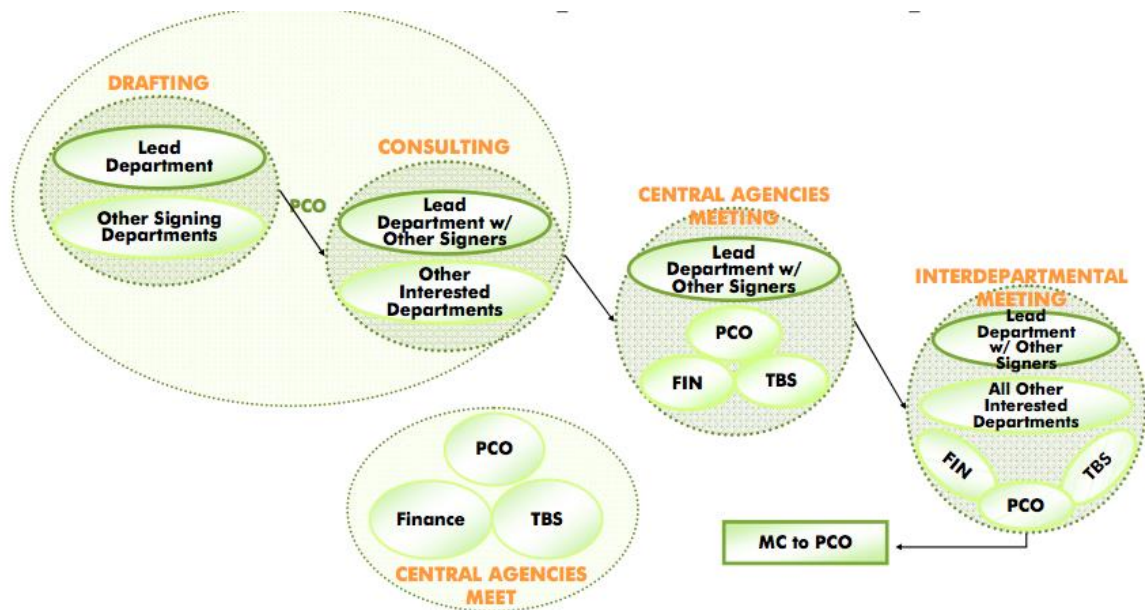 DRAFTING
Lead
Department
Other Signing
Departments
PCO
CONSULTING
Lead
Department w/
Other Signers
Other
Interested
Departments
CENTRAL AGENCIES
MEETING
Lead
Department w/
Other Signers
PCO
FIN
TBS
INTERDEPARTMENTAL
MEETING
Lead
Department
w/ Other
Signers
All Other
Interested
Departments
FIN
TBS
PCO
MC to PCO
PCO
Finance
TBS
CENTRAL AGENCIES
MEET